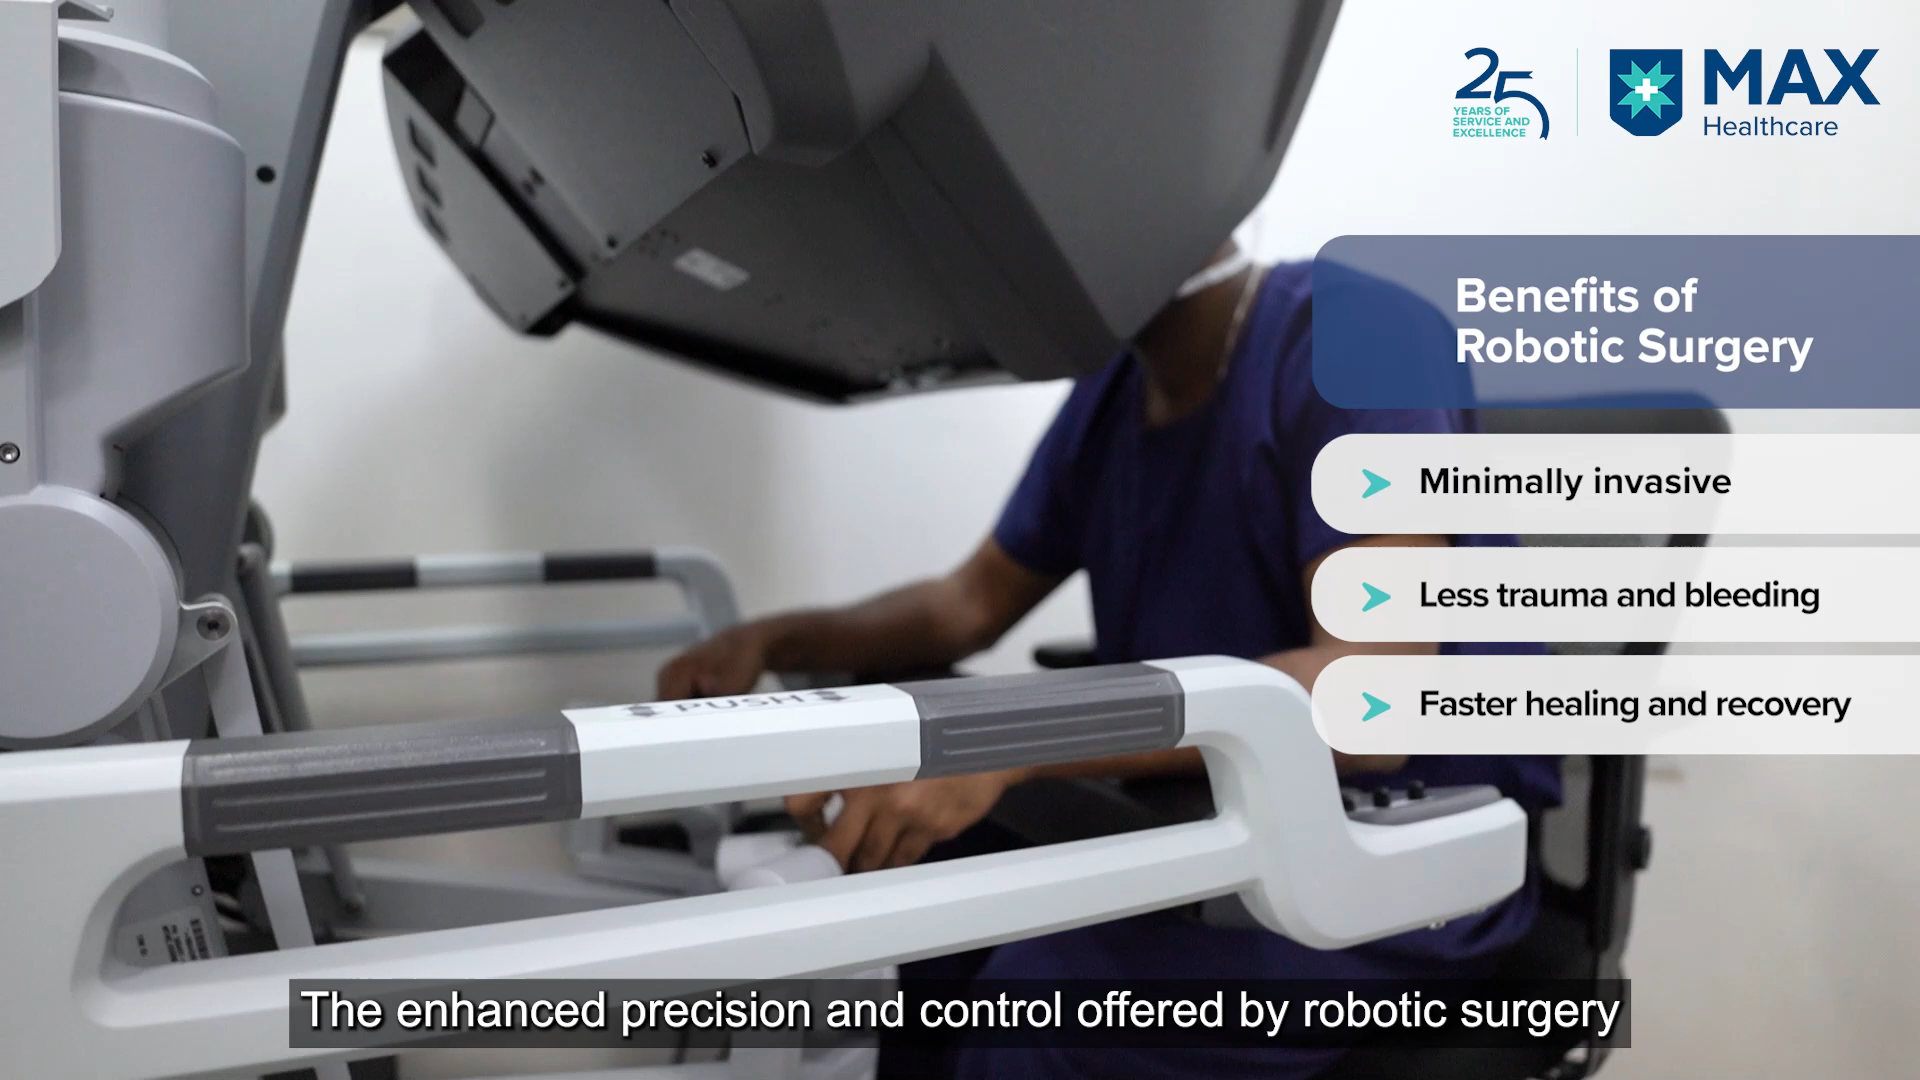 25
YEARS OF
SERVICE AND
EXCELLENCE
MAX
Healthcare
Benefits of
Robotic Surgery
Minimally invasive
Less trauma and bleeding
Faster healing and recovery
PUSH
The enhanced precision and control offered by robotic surgery